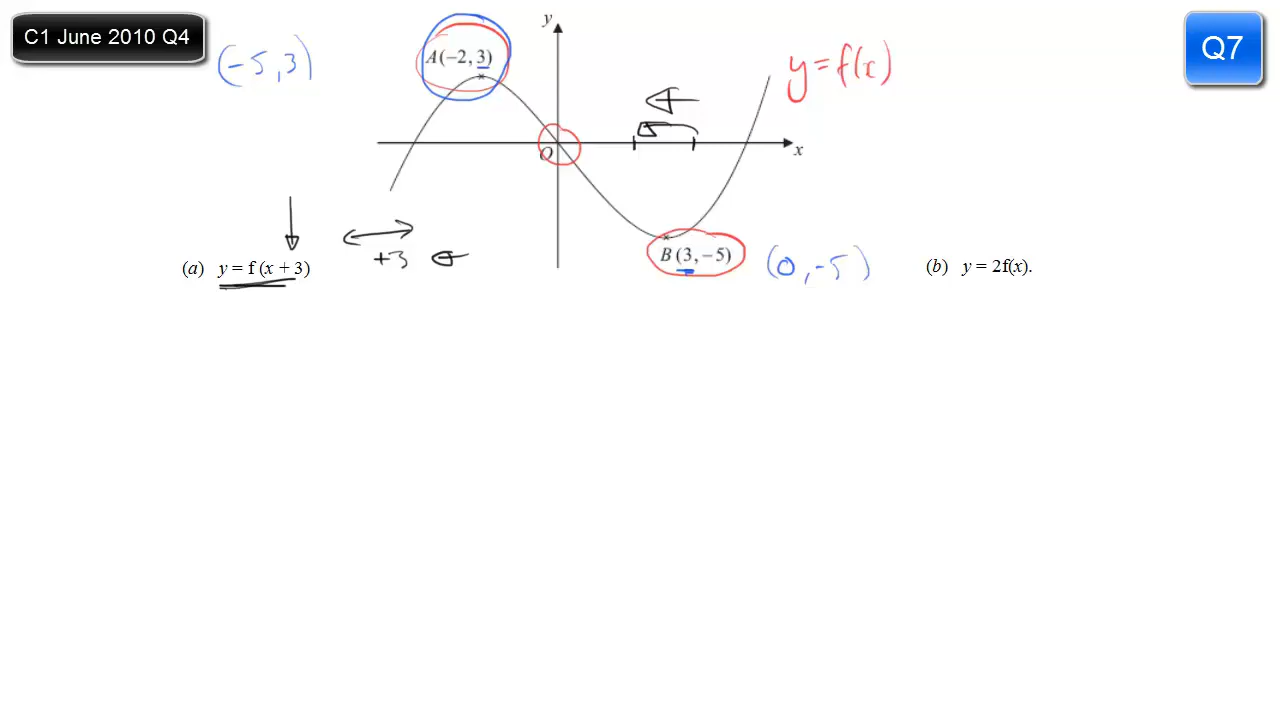 C1 June 2010 Q4
Q7
(-5,3)
A(−2, 3)
y
y=f(x)
O
x
+3
B (3, −5)
(0,-5)
(a) y = f (x + 3)
(b) y = 2f(x).